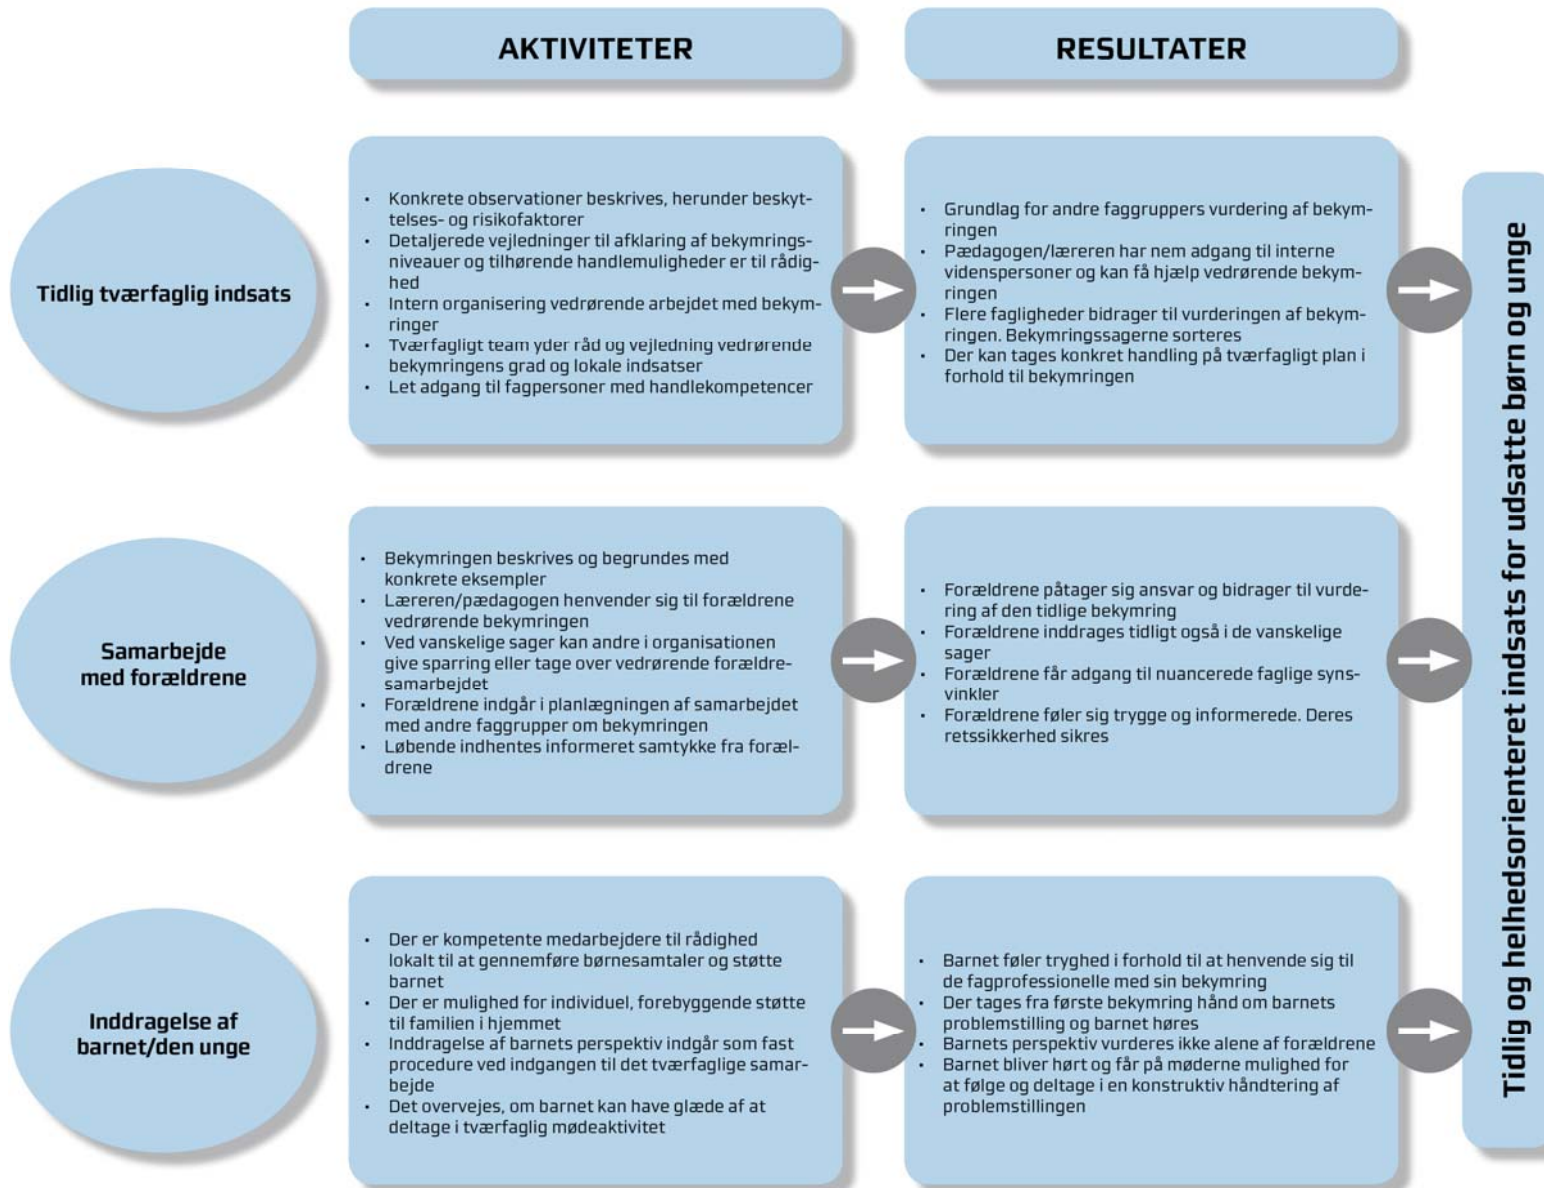 AKTIVITETER
RESULTATER
Tidlig tværfaglig indsats
• Konkrete observationer beskrives, herunder beskyt-
telses- og risikofaktorer
• Detaljerede vejledninger til afklaring af bekymrings-
niveauer og tilhørende handlemuligheder er til rådig-
hed
• Intern organisering vedrørende arbejdet med bekym-
ringer
• Tværfagligt team yder råd og vejledning vedrørende
bekymringens grad og lokale indsatser
• Let adgang til fagpersoner med handlekompetencer
• Grundlag for andre faggruppers vurdering af bekym-
ringen
• Pædagogen/læreren har nem adgang til interne
videnspersoner og kan få hjælp vedrørende bekym-
ringen
• Flere fagligheder bidrager til vurderingen af bekym-
ringen. Bekymringssagerne sorteres
• Der kan tages konkret handling på tværfagligt plan i
forhold til bekymringen
Samarbejde
med forældrene
• Bekymringen beskrives og begrundes med
konkrete eksempler
• Læreren/pædagogen henvender sig til forældrene
vedrørende bekymringen
• Ved vanskelige sager kan andre i organisationen
give sparring eller tage over vedrørende forældre-
samarbejdet
• Forældrene indgår i planlægningen af samarbejdet
med andre faggrupper om bekymringen
• Løbende indhentes informeret samtykke fra foræl-
drene
• Forældrene påtager sig ansvar og bidrager til vurde-
ring af den tidlige bekymring
• Forældrene inddrages tidligt også i de vanskelige
sager
• Forældrene får adgang til nuancerede faglige syns-
vinkler
• Forældrene føler sig trygge og informerede. Deres
retssikkerhed sikres
Inddragelse af
barnet/den unge
• Der er kompetente medarbejdere til rådighed
lokalt til at gennemføre børnesamtaler og støtte
barnet
• Der er mulighed for individuel, forebyggende støtte
til familien i hjemmet
• Inddragelse af barnets perspektiv indgår som fast
procedure ved indgangen til det tværfaglige samar-
bejde
• Det overvejes, om barnet kan have glæde af at
deltage i tværfaglig mødeaktivitet
• Barnet føler tryghed i forhold til at henvende sig til
de fagprofessionelle med sin bekymring
• Der tages fra første bekymring hånd om barnets
problemstilling og barnet høres
• Barnets perspektiv vurderes ikke alene af forældrene
• Barnet bliver hørt og får på møderne mulighed for
at følge og deltage i en konstruktiv håndtering af
problemstillingen
Tidlig og helhedsorienteret indsats for udsatte børn og unge